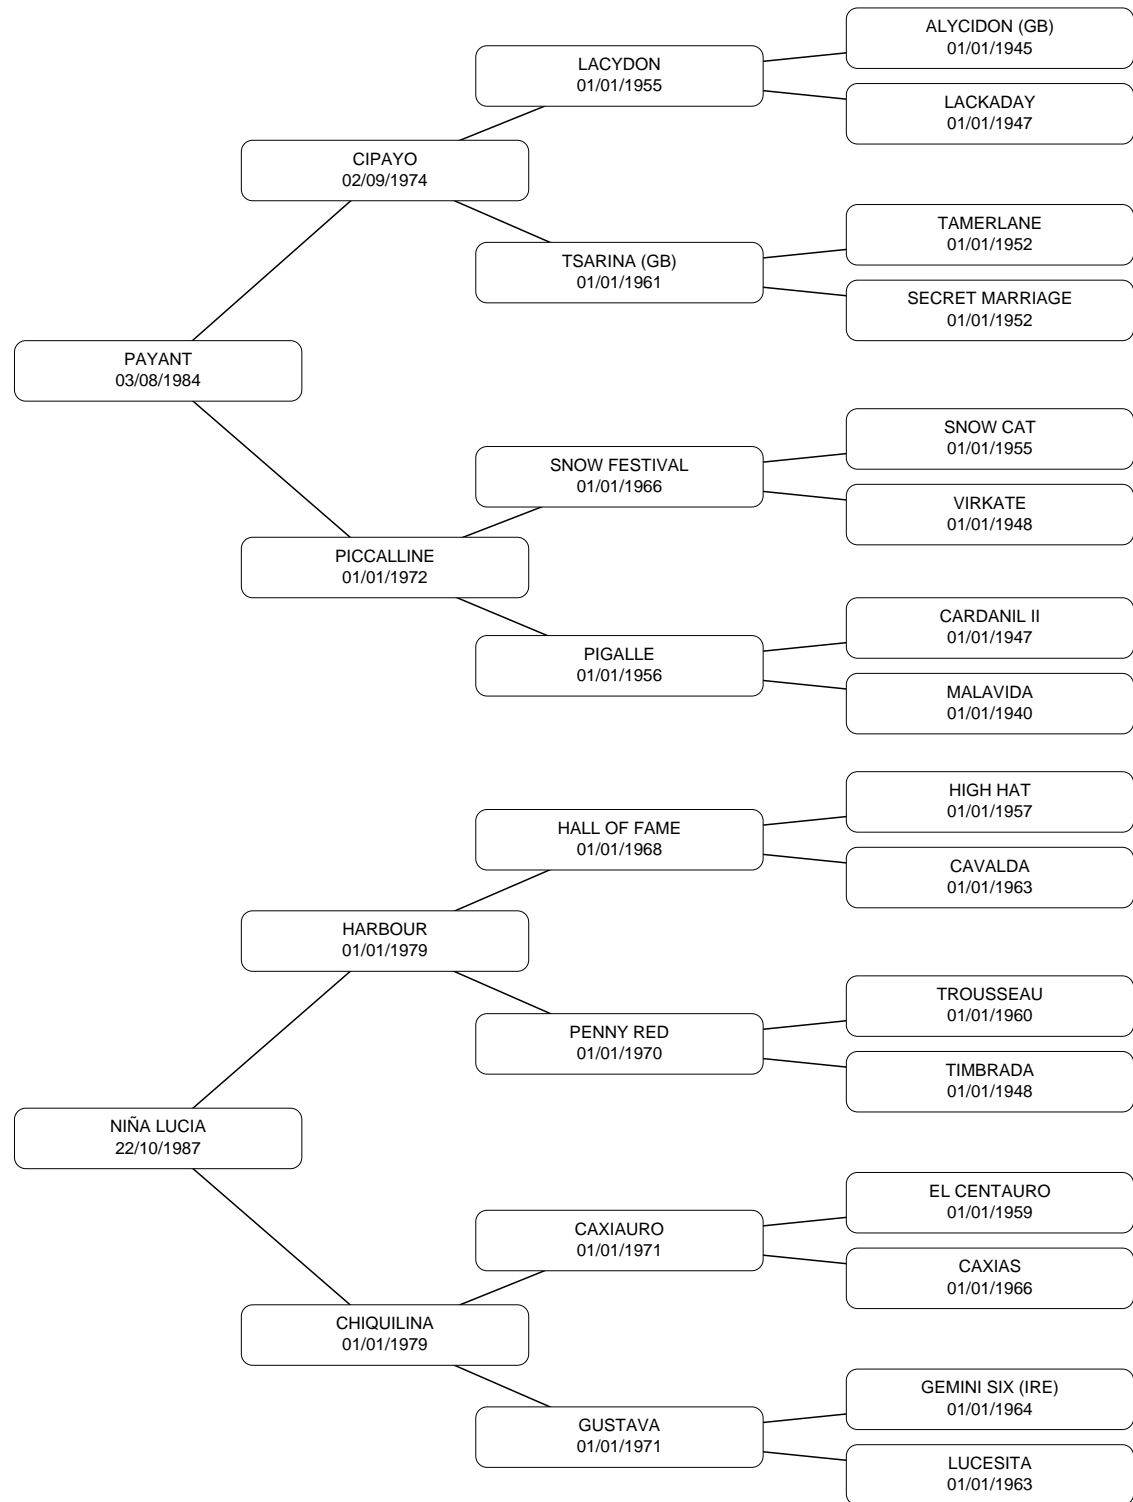 ALYCIDON (GB)
01/01/1945
LACYDON
01/01/1955
LACKADAY
01/01/1947
CIPAYO
02/09/1974
TAMERLANE
01/01/1952
TSARINA (GB)
01/01/1961
SECRET MARRIAGE
01/01/1952
PAYANT
03/08/1984
SNOW CAT
01/01/1955
SNOW FESTIVAL
01/01/1966
VIRKATE
01/01/1948
PICCALLINE
01/01/1972
CARDANIL II
01/01/1947
PIGALLE
01/01/1956
MALAVIDA
01/01/1940
HIGH HAT
01/01/1957
HALL OF FAME
01/01/1968
CAVALDA
01/01/1963
HARBOUR
01/01/1979
TROUSSEAU
01/01/1960
PENNY RED
01/01/1970
TIMBRADA
01/01/1948
NIÑA LUCIA
22/10/1987
EL CENTAURO
01/01/1959
CAXIAURO
01/01/1971
CAXIAS
01/01/1966
CHIQUILINA
01/01/1979
GEMINI SIX (IRE)
01/01/1964
GUSTAVA
01/01/1971
LUCESITA
01/01/1963